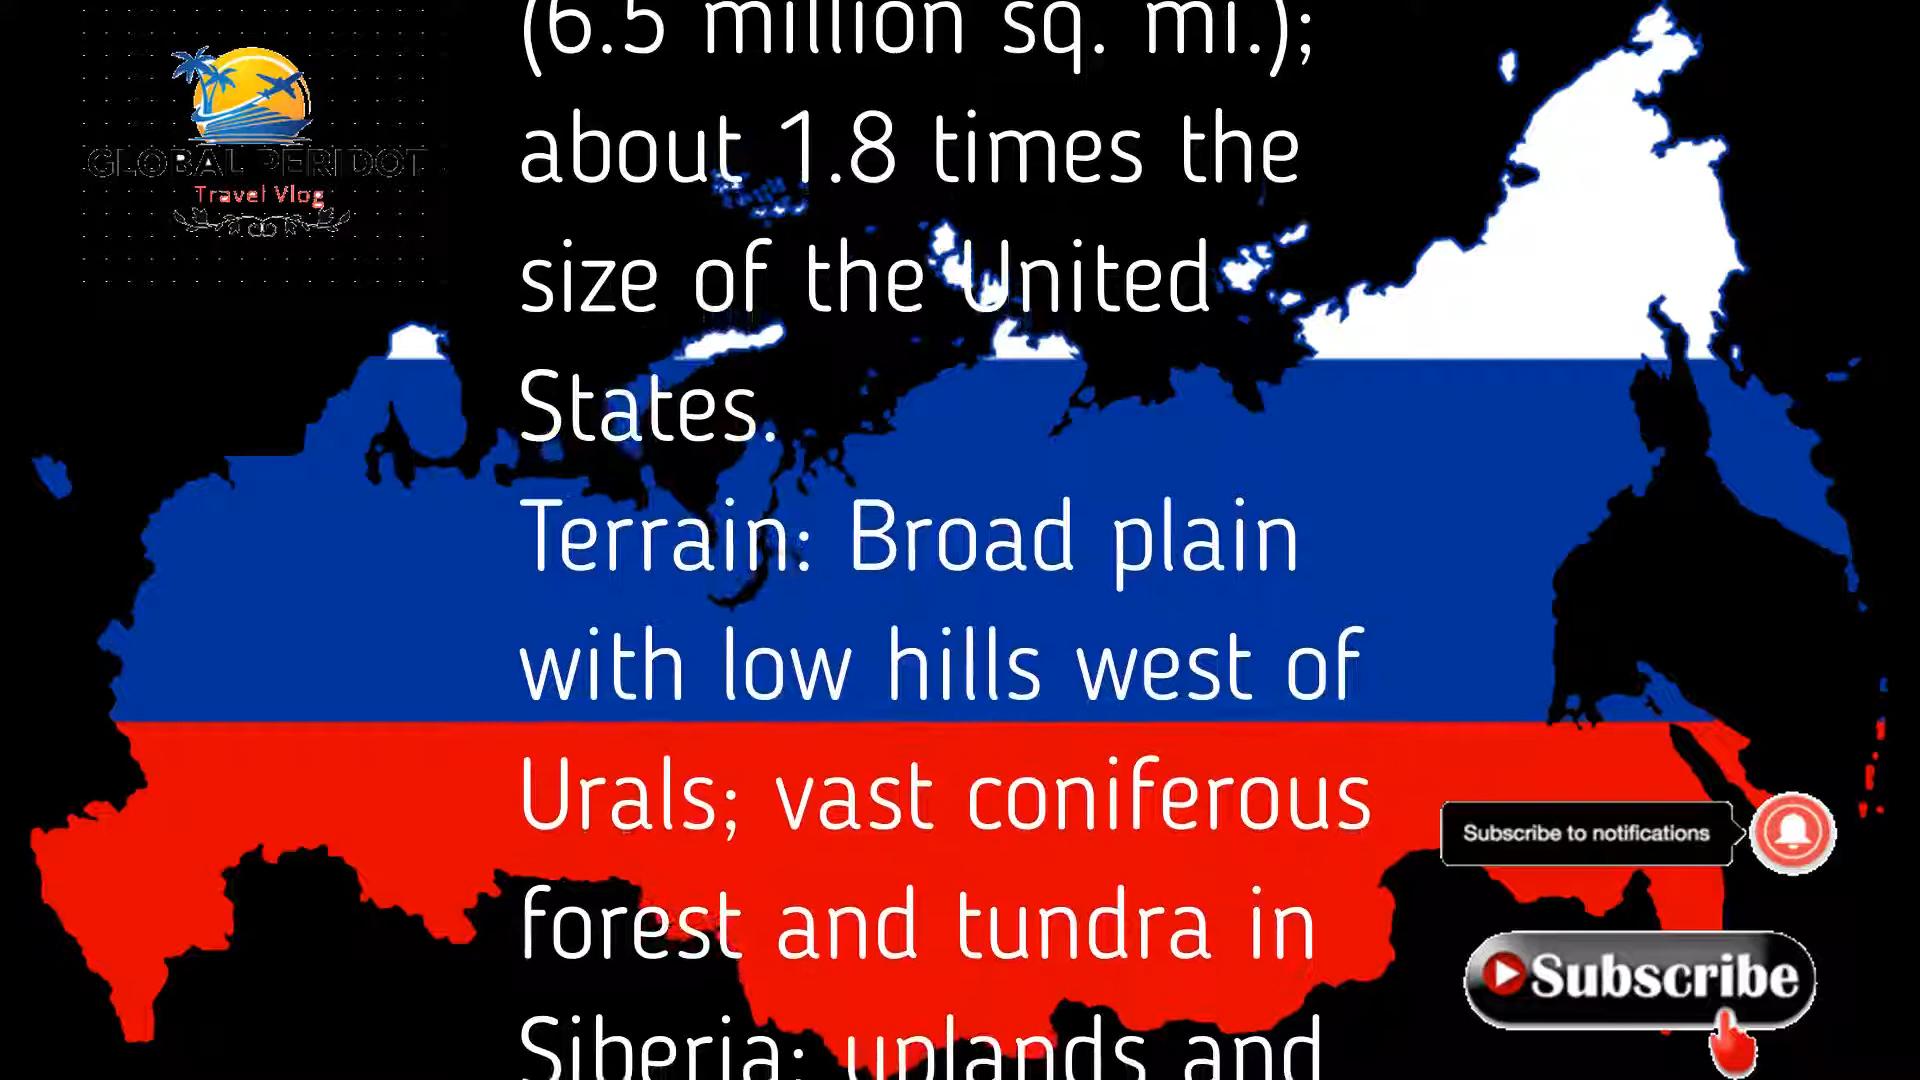 GLOBAL PERIDOT
Travel Vlog
(6.5 million sq. mi.);
about 1.8 times the
size of the United
States.
Terrain: Broad plain
with low hills west of
Urals; vast coniferous
forest and tundra in
Siberia; uplands and
Subscribe to notifications
Subscribe